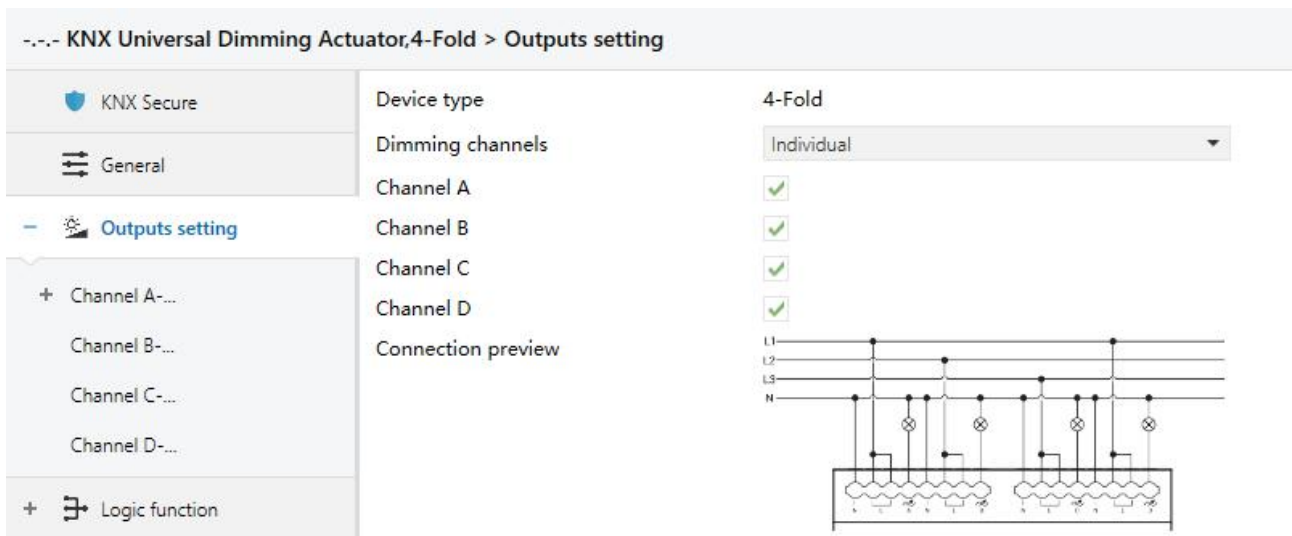 -.-.- KNX Universal Dimming Actuator,4-Fold > Outputs setting
KNX Secure
General
Outputs setting
Channel A-...
Channel B-...
Channel C-...
Channel D-...
Logic function
Device type 4-Fold
Dimming channels Individual
Channel A
Channel B
Channel C
Channel D
Connection preview
L1
L2
L3
N